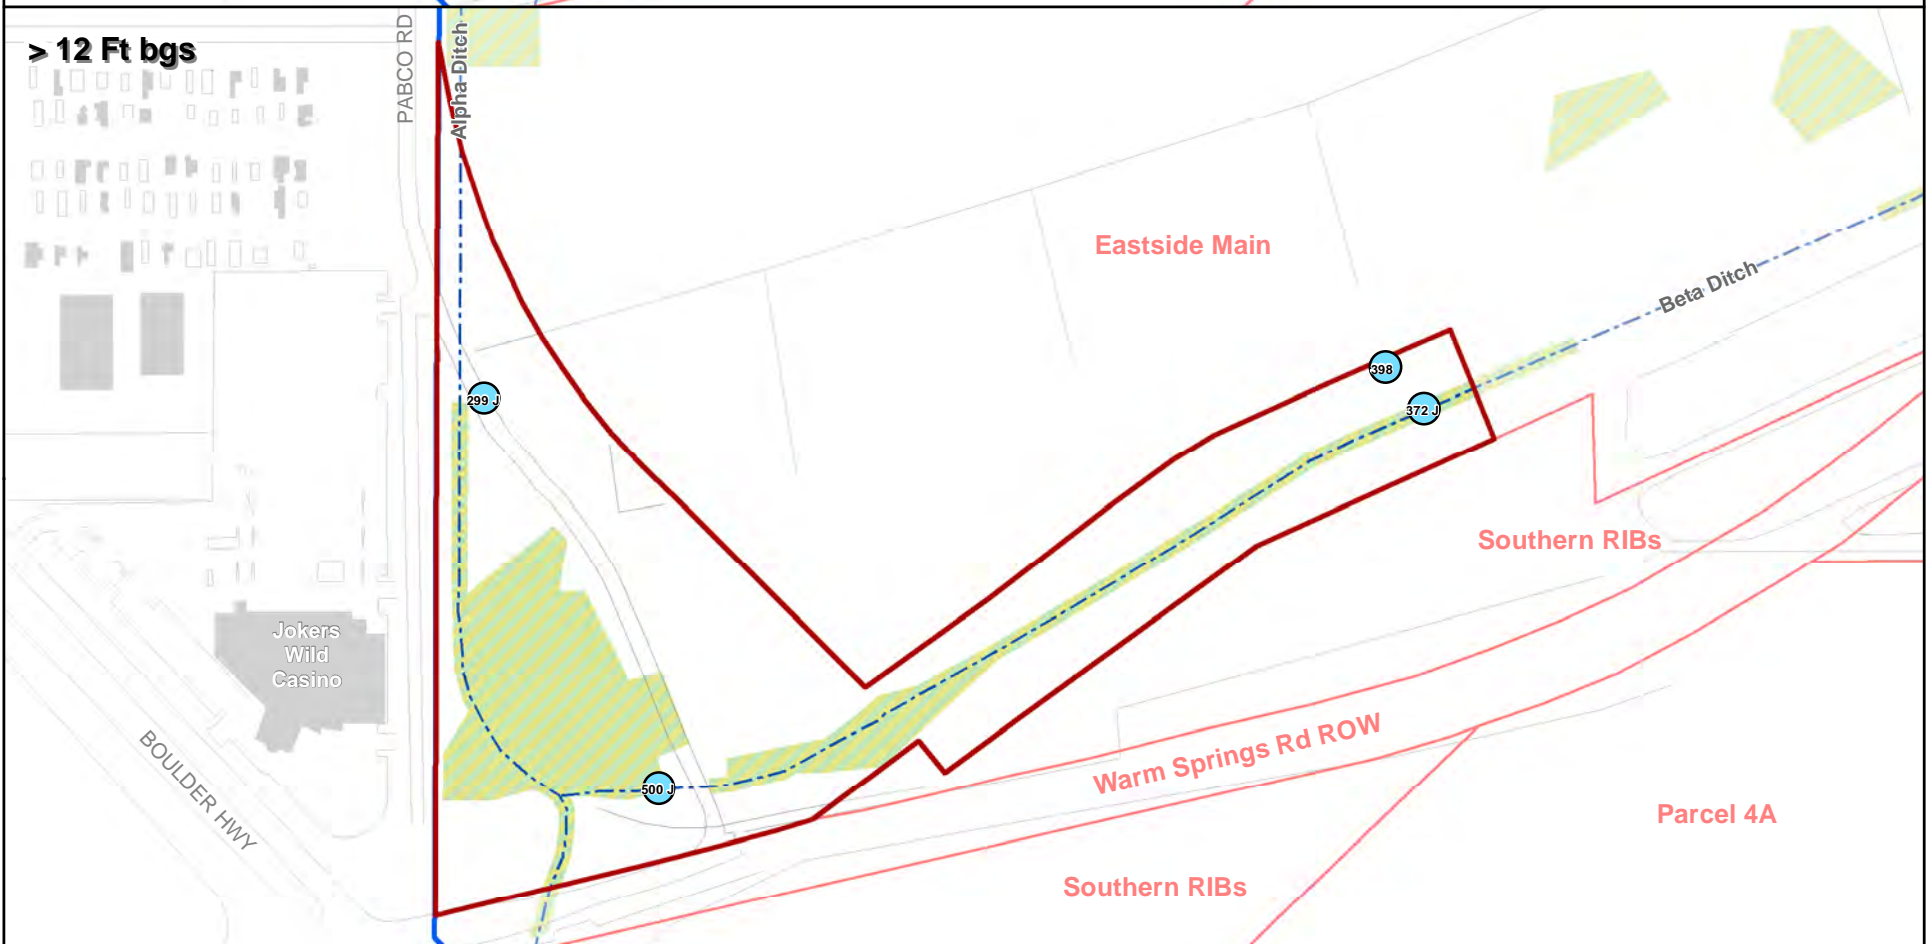 > 12 Ft bgs
PABCO RD
Alpha Ditch
Eastside Main
Beta Ditch
398
299 J
372 J
Southern RIBs
Jokers
Wild
Casino
BOULDER HWY
Warm Springs Rd ROW
500 J
Parcel 4A
Southern RIBs